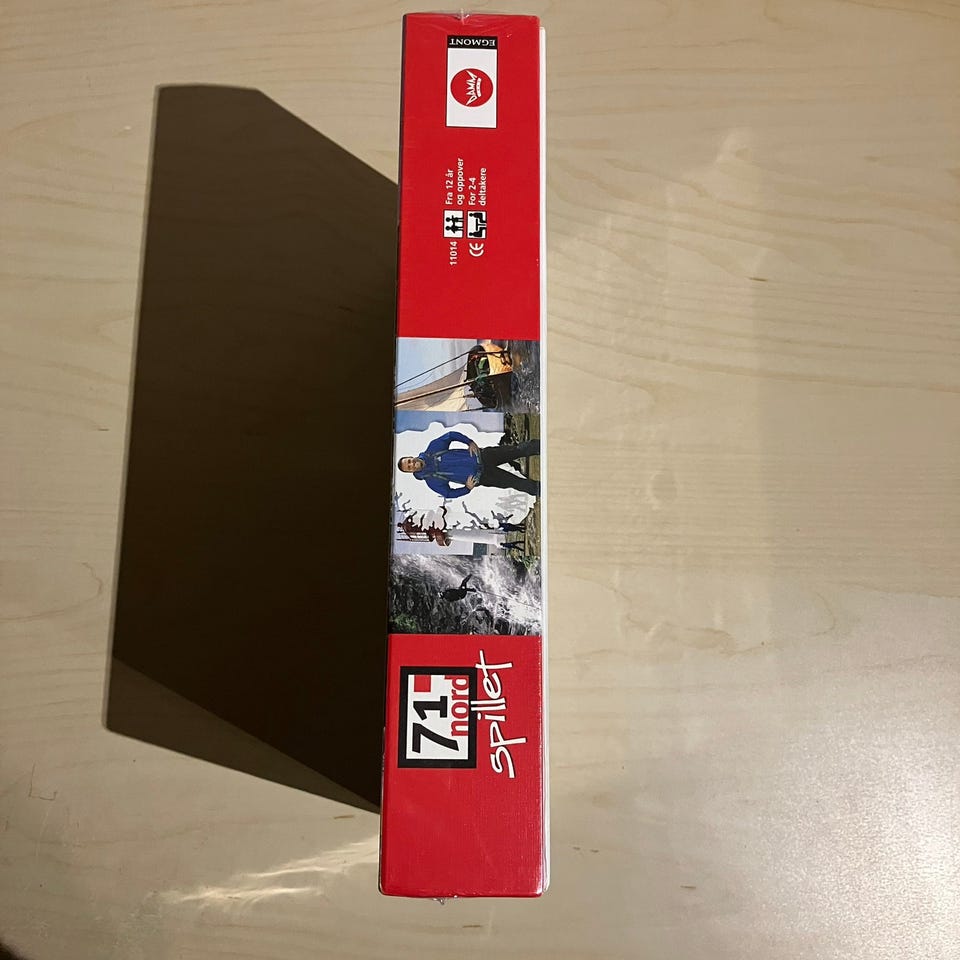 71°
nord
spillet
11014
Fra 12 år
og oppover
CE
For 2-4
deltakere
DAMM
EGMONT